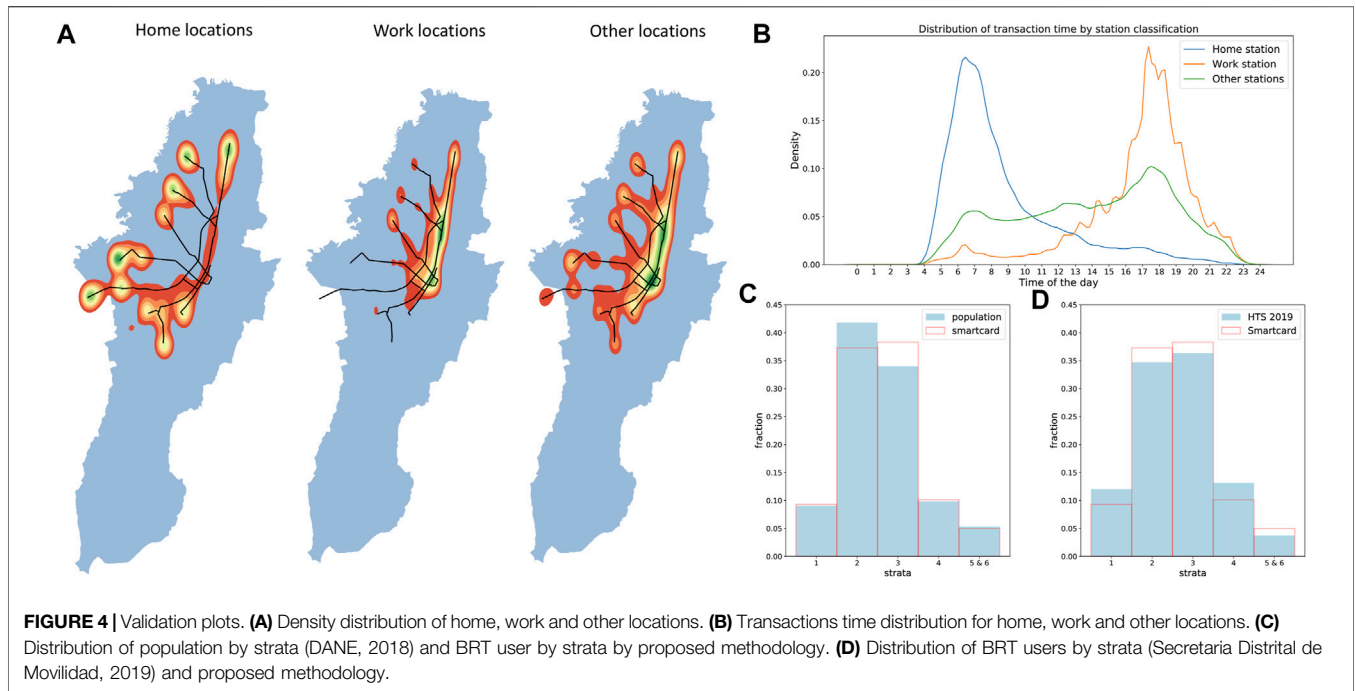 A
Home locations
Work locations
Other locations
B
Distribution of transaction time by station classification
Home station
Work station
Other stations
Density
0.20
0.15
0.10
0.05
0.00
0 1 2 3 4 5 6 7 8 9 10 11 12 13 14 15 16 17 18 19 20 21 22 23 24
Time of the day
C
population
smartcard
fraction
0.45
0.40
0.35
0.30
0.25
0.20
0.15
0.10
0.05
0.00
1 2 3 4 5 & 6
strata
D
HTS 2019
Smartcard
fraction
0.45
0.40
0.35
0.30
0.25
0.20
0.15
0.10
0.05
0.00
1 2 3 4 5 & 6
strata
FIGURE 4 | Validation plots. (A) Density distribution of home, work and other locations. (B) Transactions time distribution for home, work and other locations. (C)
Distribution of population by strata (DANE, 2018) and BRT user by strata by proposed methodology. (D) Distribution of BRT users by strata (Secretaria Distrital de
Movilidad, 2019) and proposed methodology.